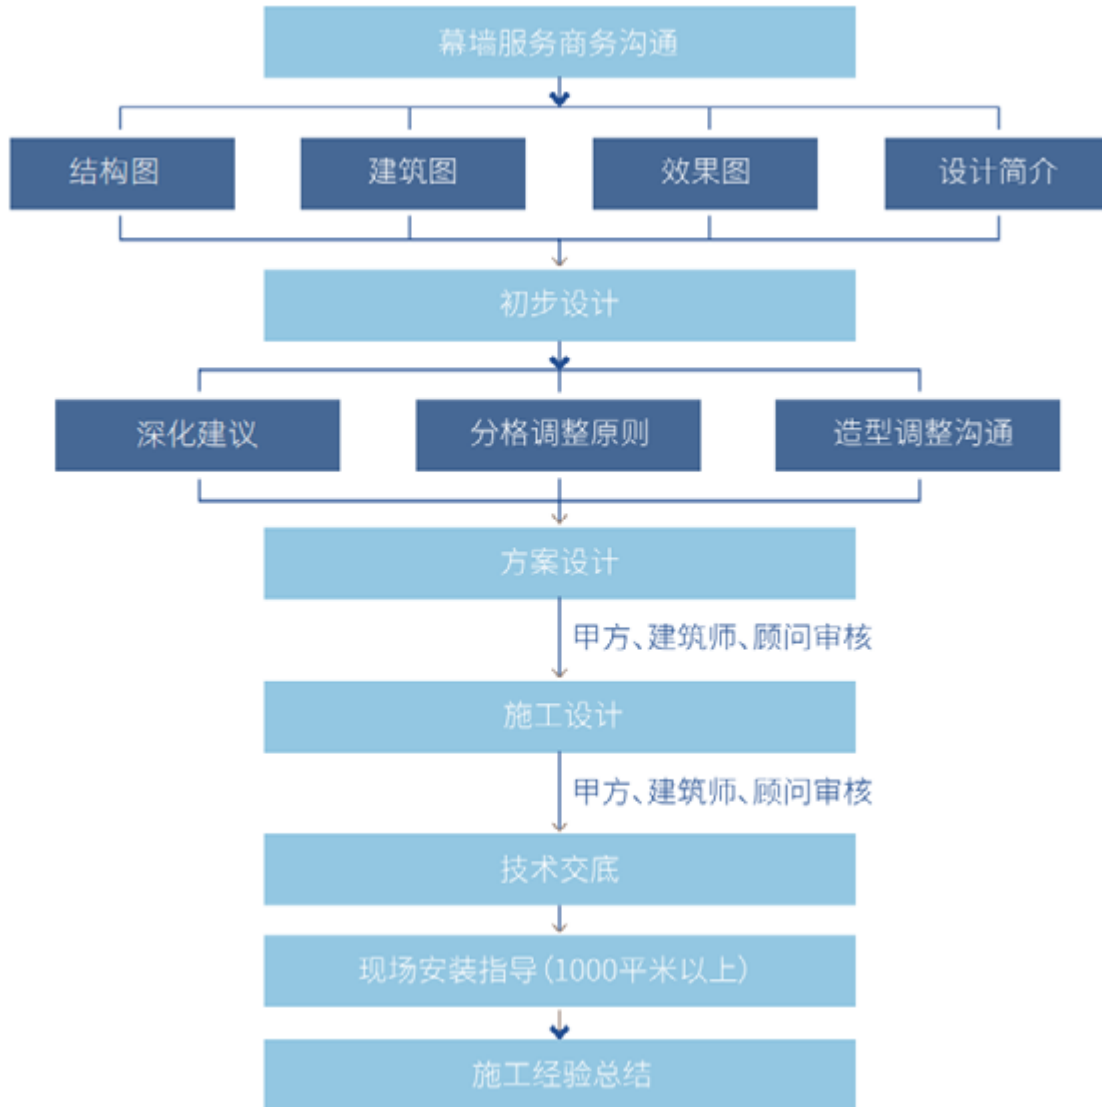 幕墙服务商务沟通
结构图
建筑图
效果图
设计简介
初步设计
深化建议
分格调整原则
造型调整沟通
方案设计
甲方、建筑师、顾问审核
施工设计
甲方、建筑师、顾问审核
技术交底
现场安装指导(1000平米以上)
施工经验总结